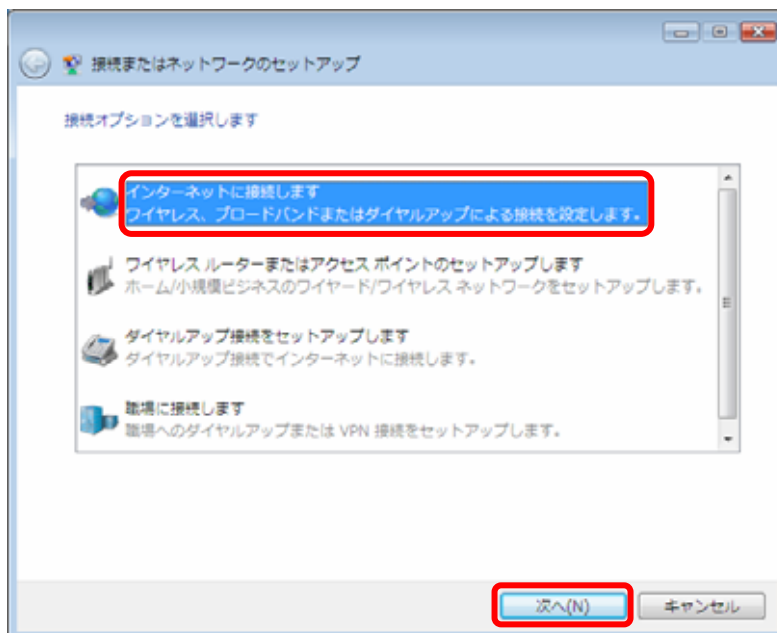 接続またはネットワークのセットアップ
接続オプションを選択します
インターネットに接続します
ワイヤレス、ブロードバンドまたはダイヤルアップによる接続を設定します。
ワイヤレス ルーターまたはアクセス ポイントのセットアップします
ホーム/小規模ビジネスのワイヤード/ワイヤレス ネットワークをセットアップします。
ダイヤルアップ接続をセットアップします
ダイヤルアップ接続でインターネットに接続します。
職場に接続します
職場へのダイヤルアップまたは VPN 接続をセットアップします。
次へ(N) キャンセル